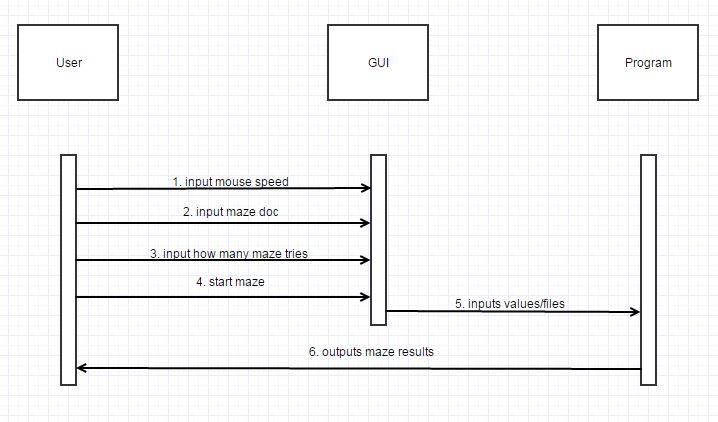 User
GUI
Program
1. input mouse speed
2. input maze doc
3. input how many maze tries
4. start maze
5. inputs values/files
6. outputs maze results